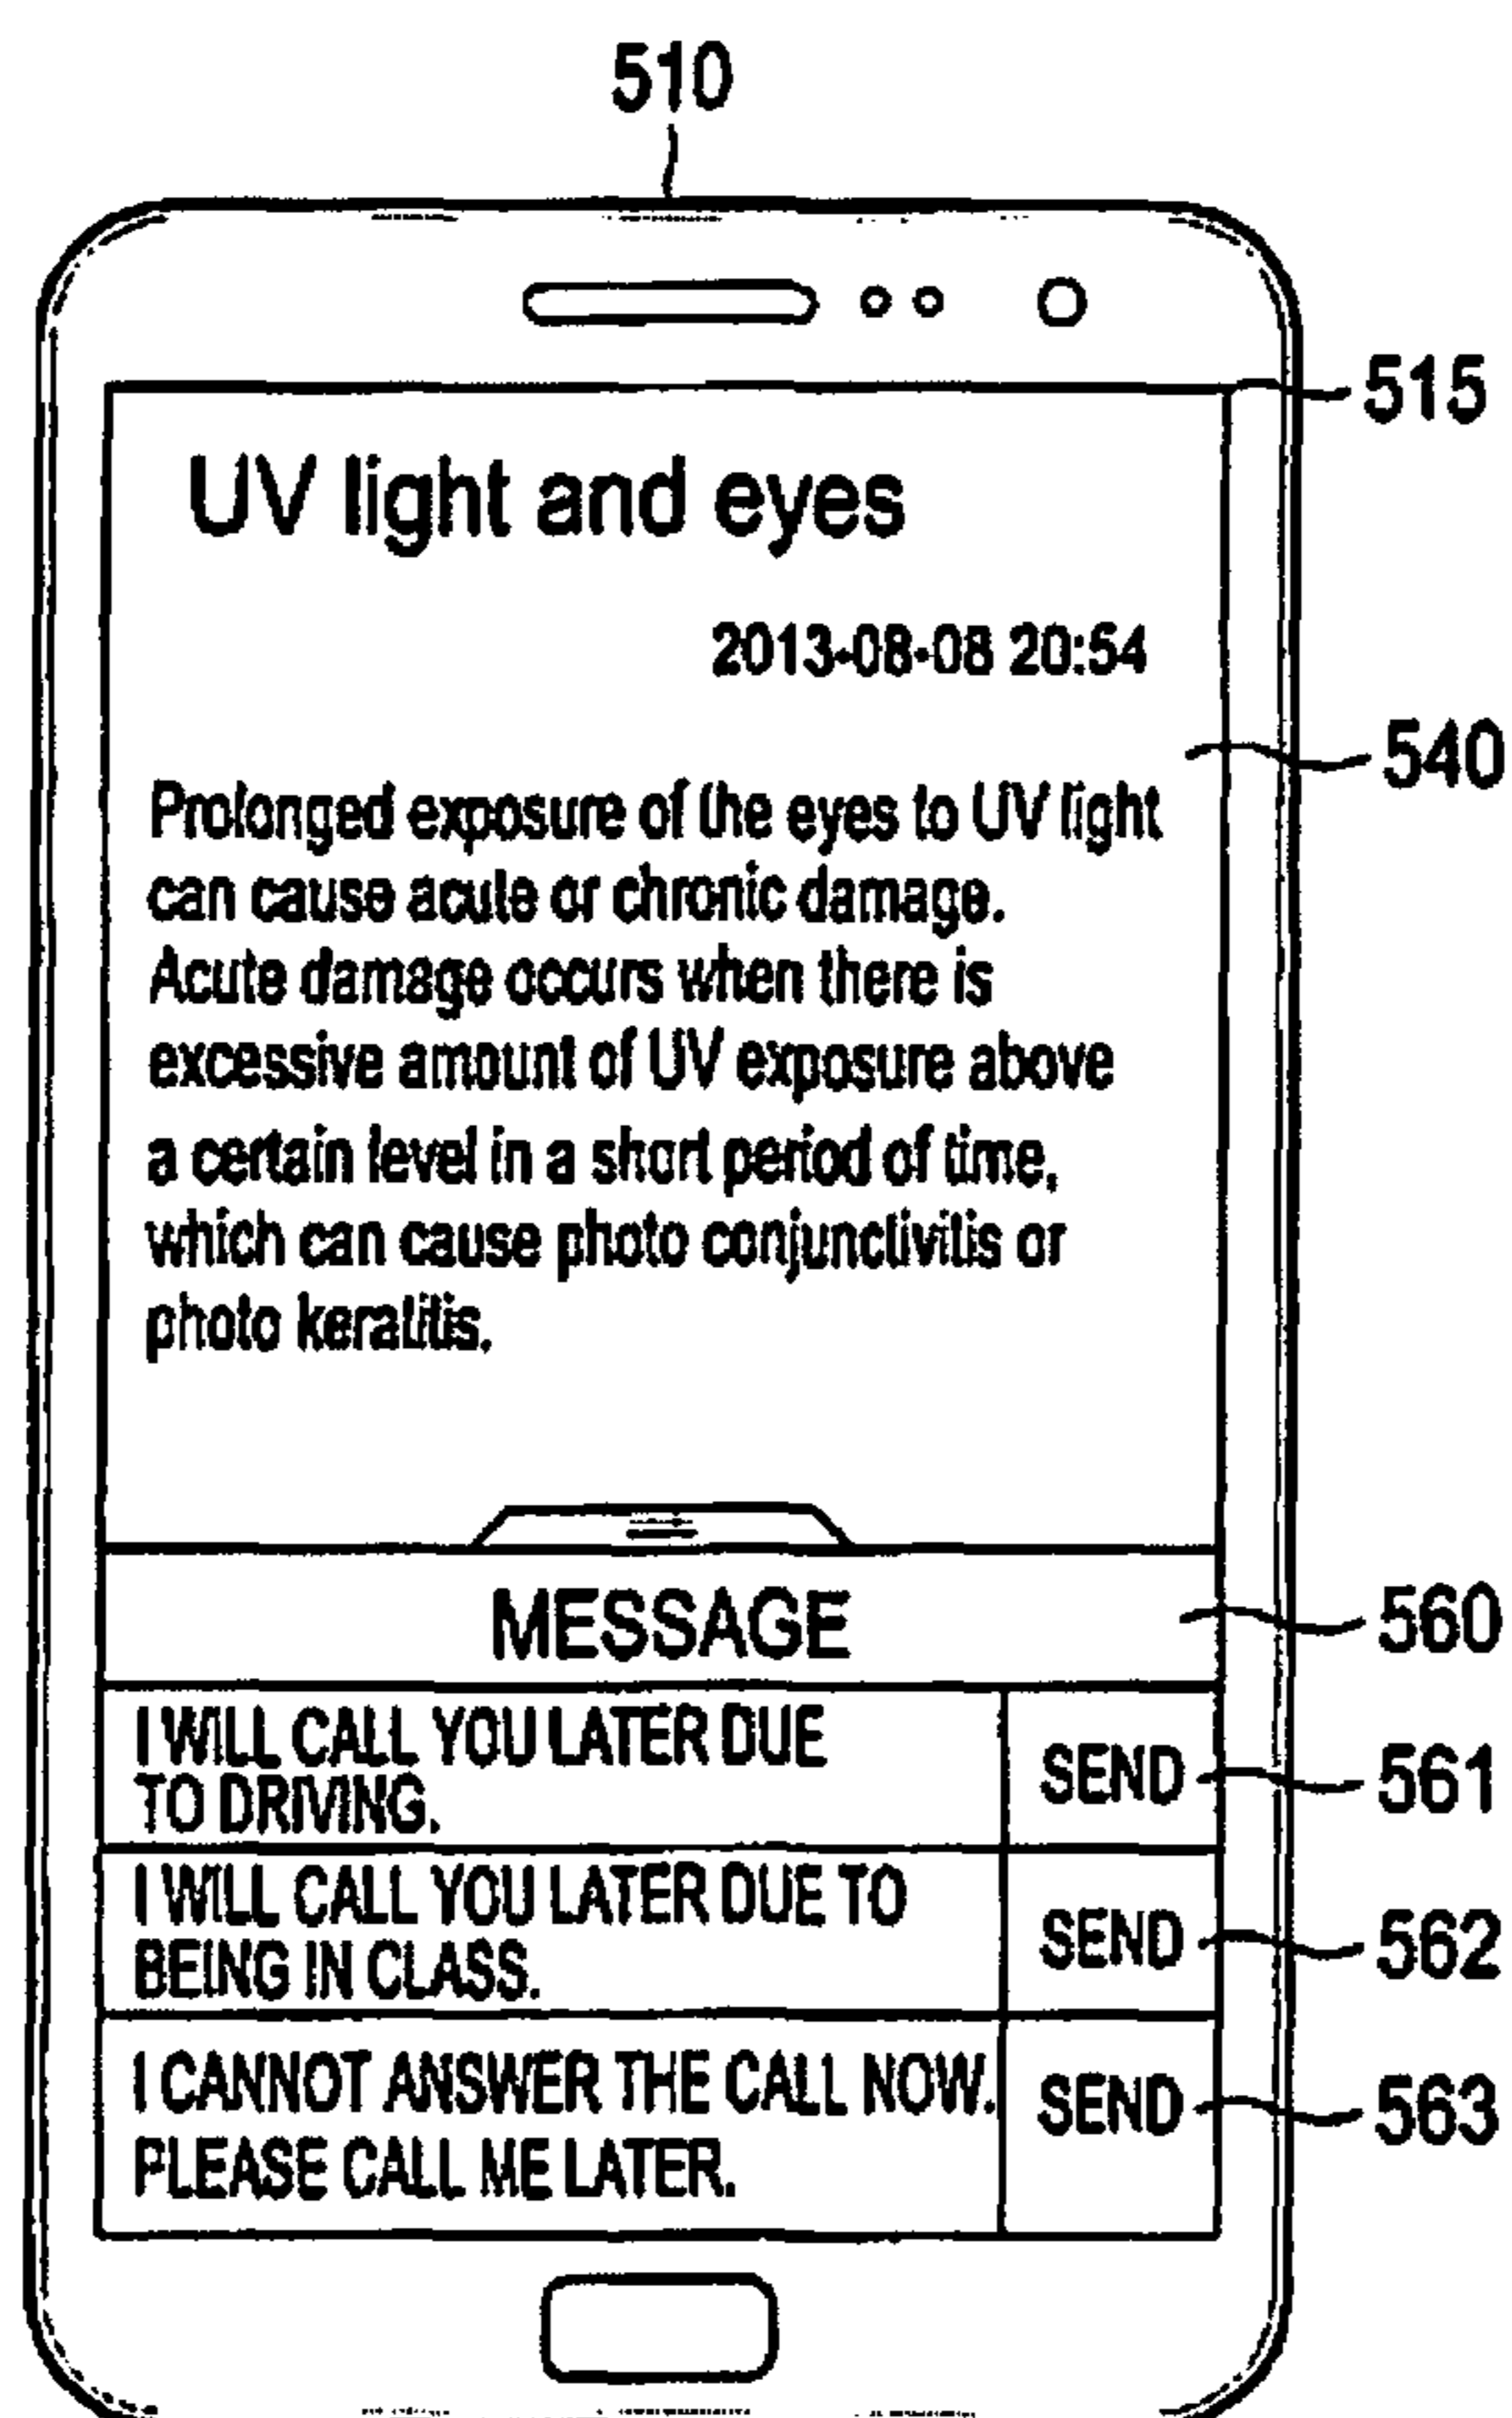 510
515
UV light and eyes
2013-08-08 20:54
540
Prolonged exposure of the eyes to UV light
can cause acute or chronic damage.
Acute damage occurs when there is
excessive amount of UV exposure above
a certain level in a short period of time,
which can cause photo conjunctivitis or
photo keratitis.
MESSAGE
560
I WILL CALL YOU LATER DUE
TO DRIVING.
SEND
561
I WILL CALL YOU LATER DUE TO
BEING IN CLASS.
SEND
562
I CANNOT ANSWER THE CALL NOW.
PLEASE CALL ME LATER.
SEND
563